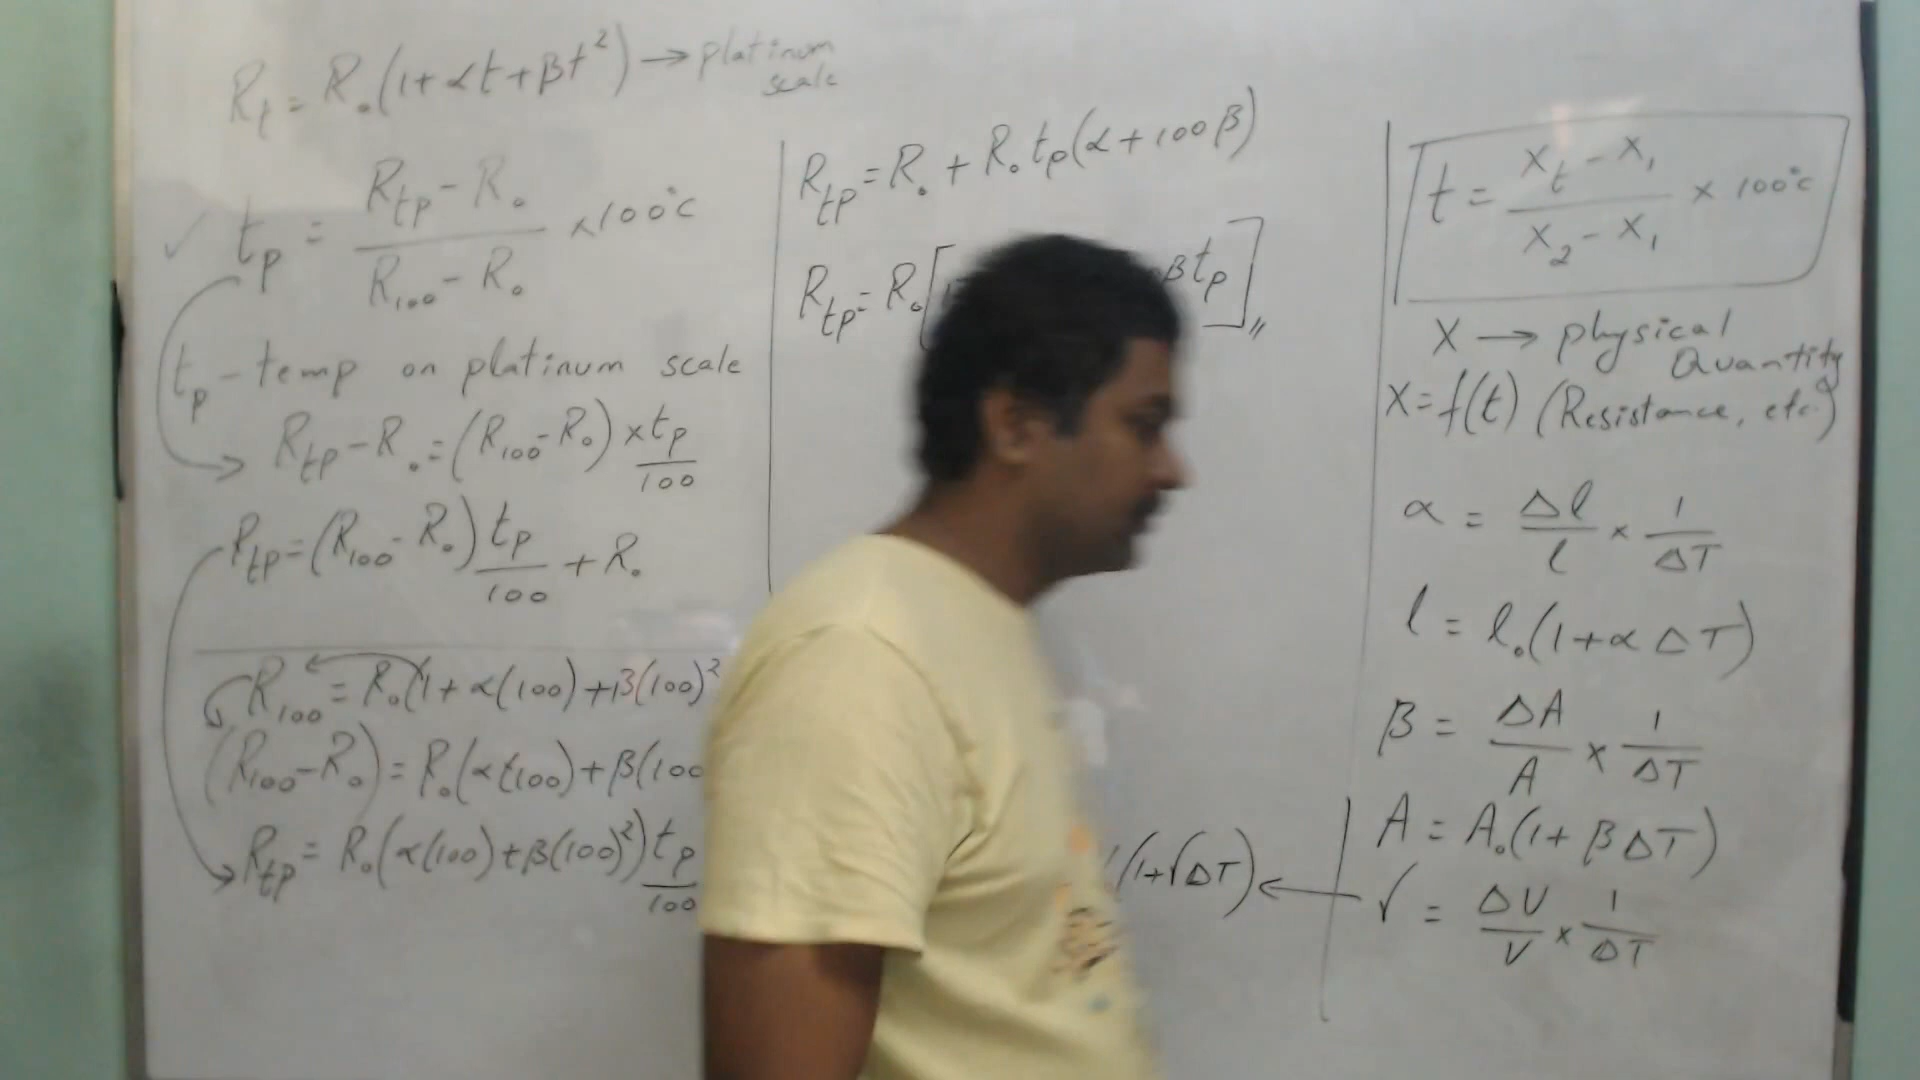 Rt = R₀(1+αt+βt²) → platinum
scale
✓ tp = (Rtp - R₀)/(R₁₀₀ - R₀) ×100°c
tp - temp on platinum scale
Rtp - R₀ = (R₁₀₀ - R₀) × tp/100
Rtp = (R₁₀₀ - R₀) tp/100 + R₀
R₁₀₀ = R₀(1+α(100)+β(100)²
(R₁₀₀ - R₀) = R₀(α(100)+β(100
Rtp = R₀(α(100)+β(100)²) tp/100
Rtp = R₀ + R₀tp(α+100β)
Rtp = R₀[ βtp]
(1+γΔT) ←
t = (Xt - X₁)/(X₂ - X₁) × 100°c
X → physical
Quantity
X = f(t) (Resistance, etc.)
α = Δl/l × 1/ΔT
l = l₀(1+αΔT)
β = ΔA/A × 1/ΔT
A = A₀(1+βΔT)
γ = ΔV/V × 1/ΔT